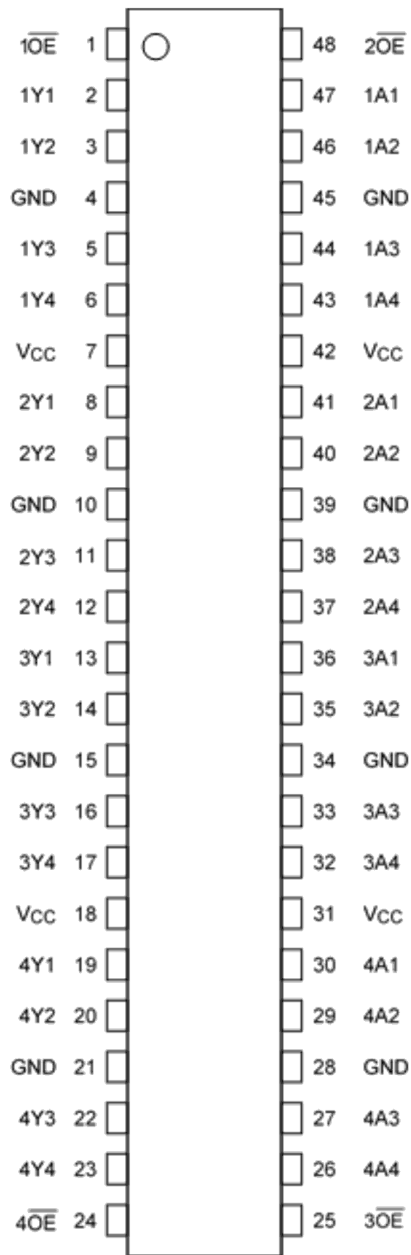 1O̅E̅ 1 48 2O̅E̅
1Y1 2 47 1A1
1Y2 3 46 1A2
GND 4 45 GND
1Y3 5 44 1A3
1Y4 6 43 1A4
VCC 7 42 VCC
2Y1 8 41 2A1
2Y2 9 40 2A2
GND 10 39 GND
2Y3 11 38 2A3
2Y4 12 37 2A4
3Y1 13 36 3A1
3Y2 14 35 3A2
GND 15 34 GND
3Y3 16 33 3A3
3Y4 17 32 3A4
VCC 18 31 VCC
4Y1 19 30 4A1
4Y2 20 29 4A2
GND 21 28 GND
4Y3 22 27 4A3
4Y4 23 26 4A4
4O̅E̅ 24 25 3O̅E̅